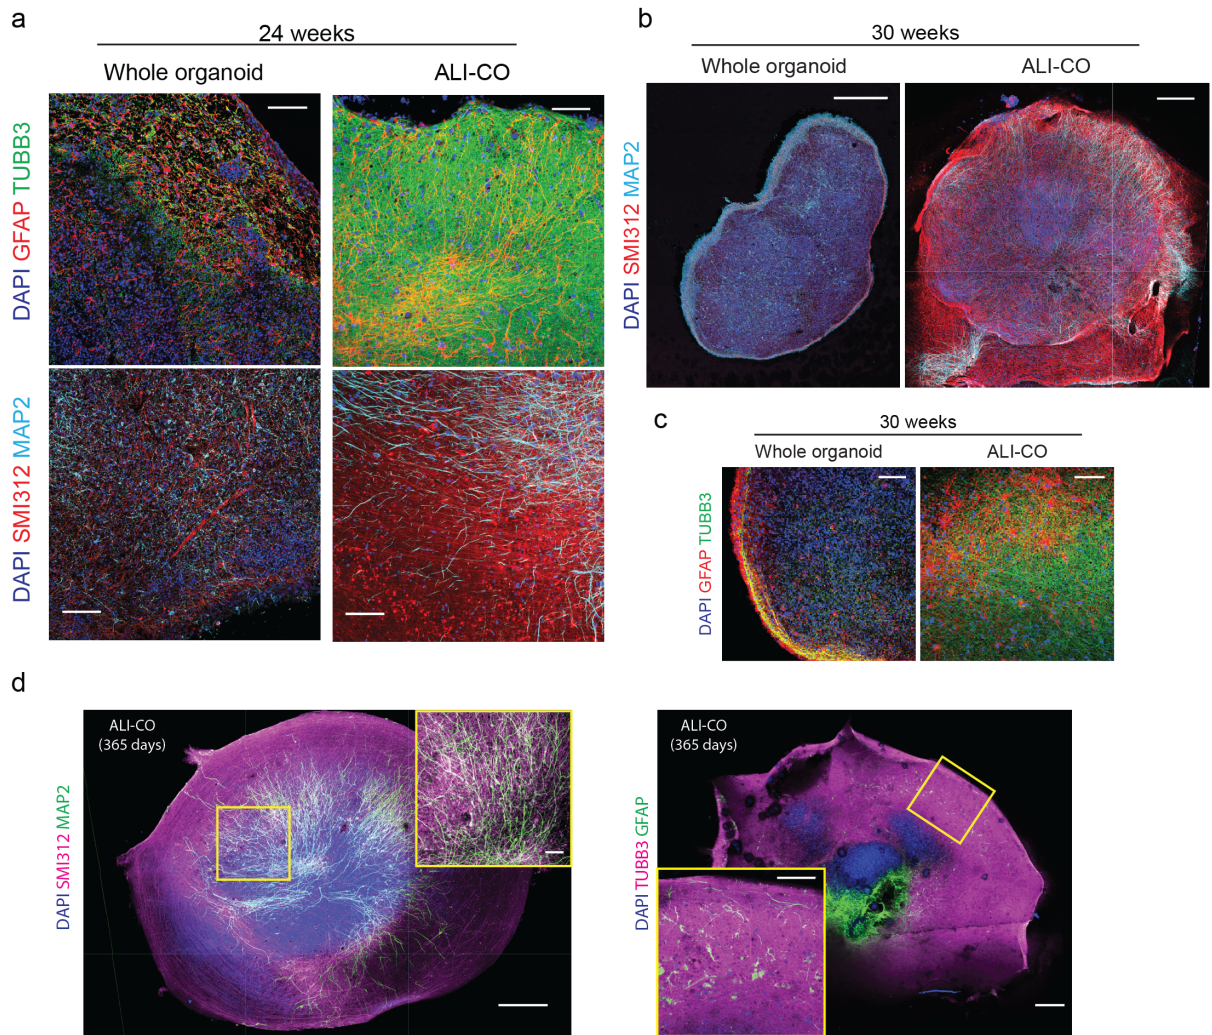 a
24 weeks
Whole organoid
ALI-CO
DAPI GFAP TUBB3
DAPI SMI312 MAP2
b
30 weeks
Whole organoid
ALI-CO
DAPI SMI312 MAP2
c
30 weeks
Whole organoid
ALI-CO
DAPI GFAP TUBB3
d
ALI-CO
(365 days)
DAPI SMI312 MAP2
ALI-CO
(365 days)
DAPI TUBB3 GFAP